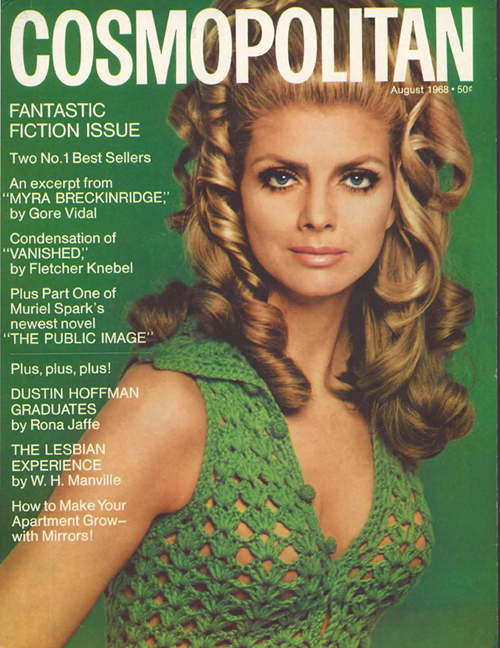 COSMOPOLITAN
August 1968 • 50¢
FANTASTIC
FICTION ISSUE
Two No.1 Best Sellers
An excerpt from
"MYRA BRECKINRIDGE,"
by Gore Vidal
Condensation of
"VANISHED,"
by Fletcher Knebel
Plus Part One of
Muriel Spark's
newest novel
"THE PUBLIC IMAGE"
Plus, plus, plus!
DUSTIN HOFFMAN
GRADUATES
by Rona Jaffe
THE LESBIAN
EXPERIENCE
by W. H. Manville
How to Make Your
Apartment Grow—
with Mirrors!